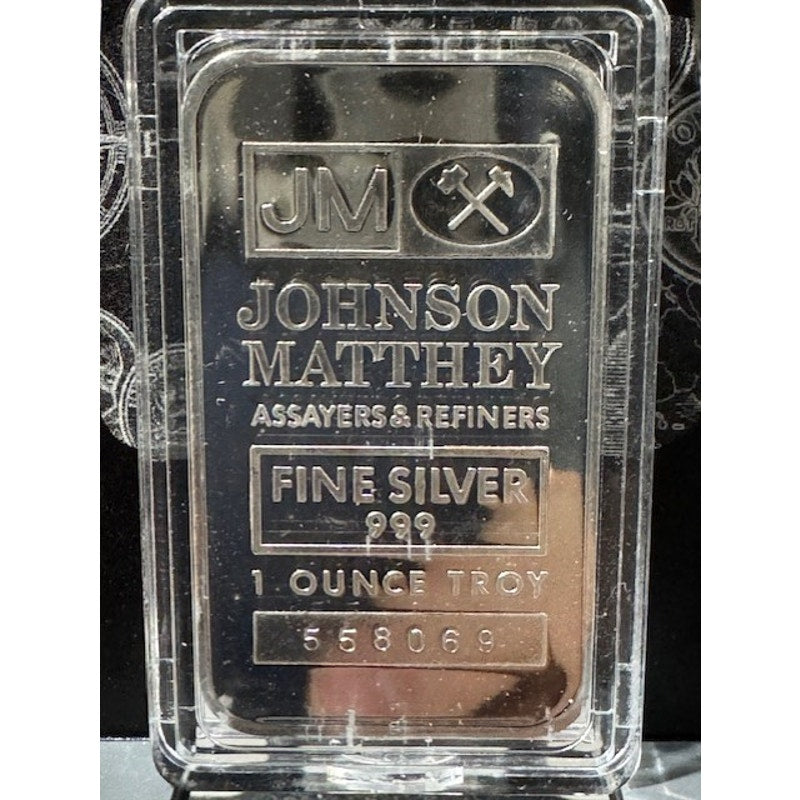 JM
JOHNSON
MATTHEY
ASSAYERS & REFINERS
FINE SILVER
999
1 OUNCE TROY
558069